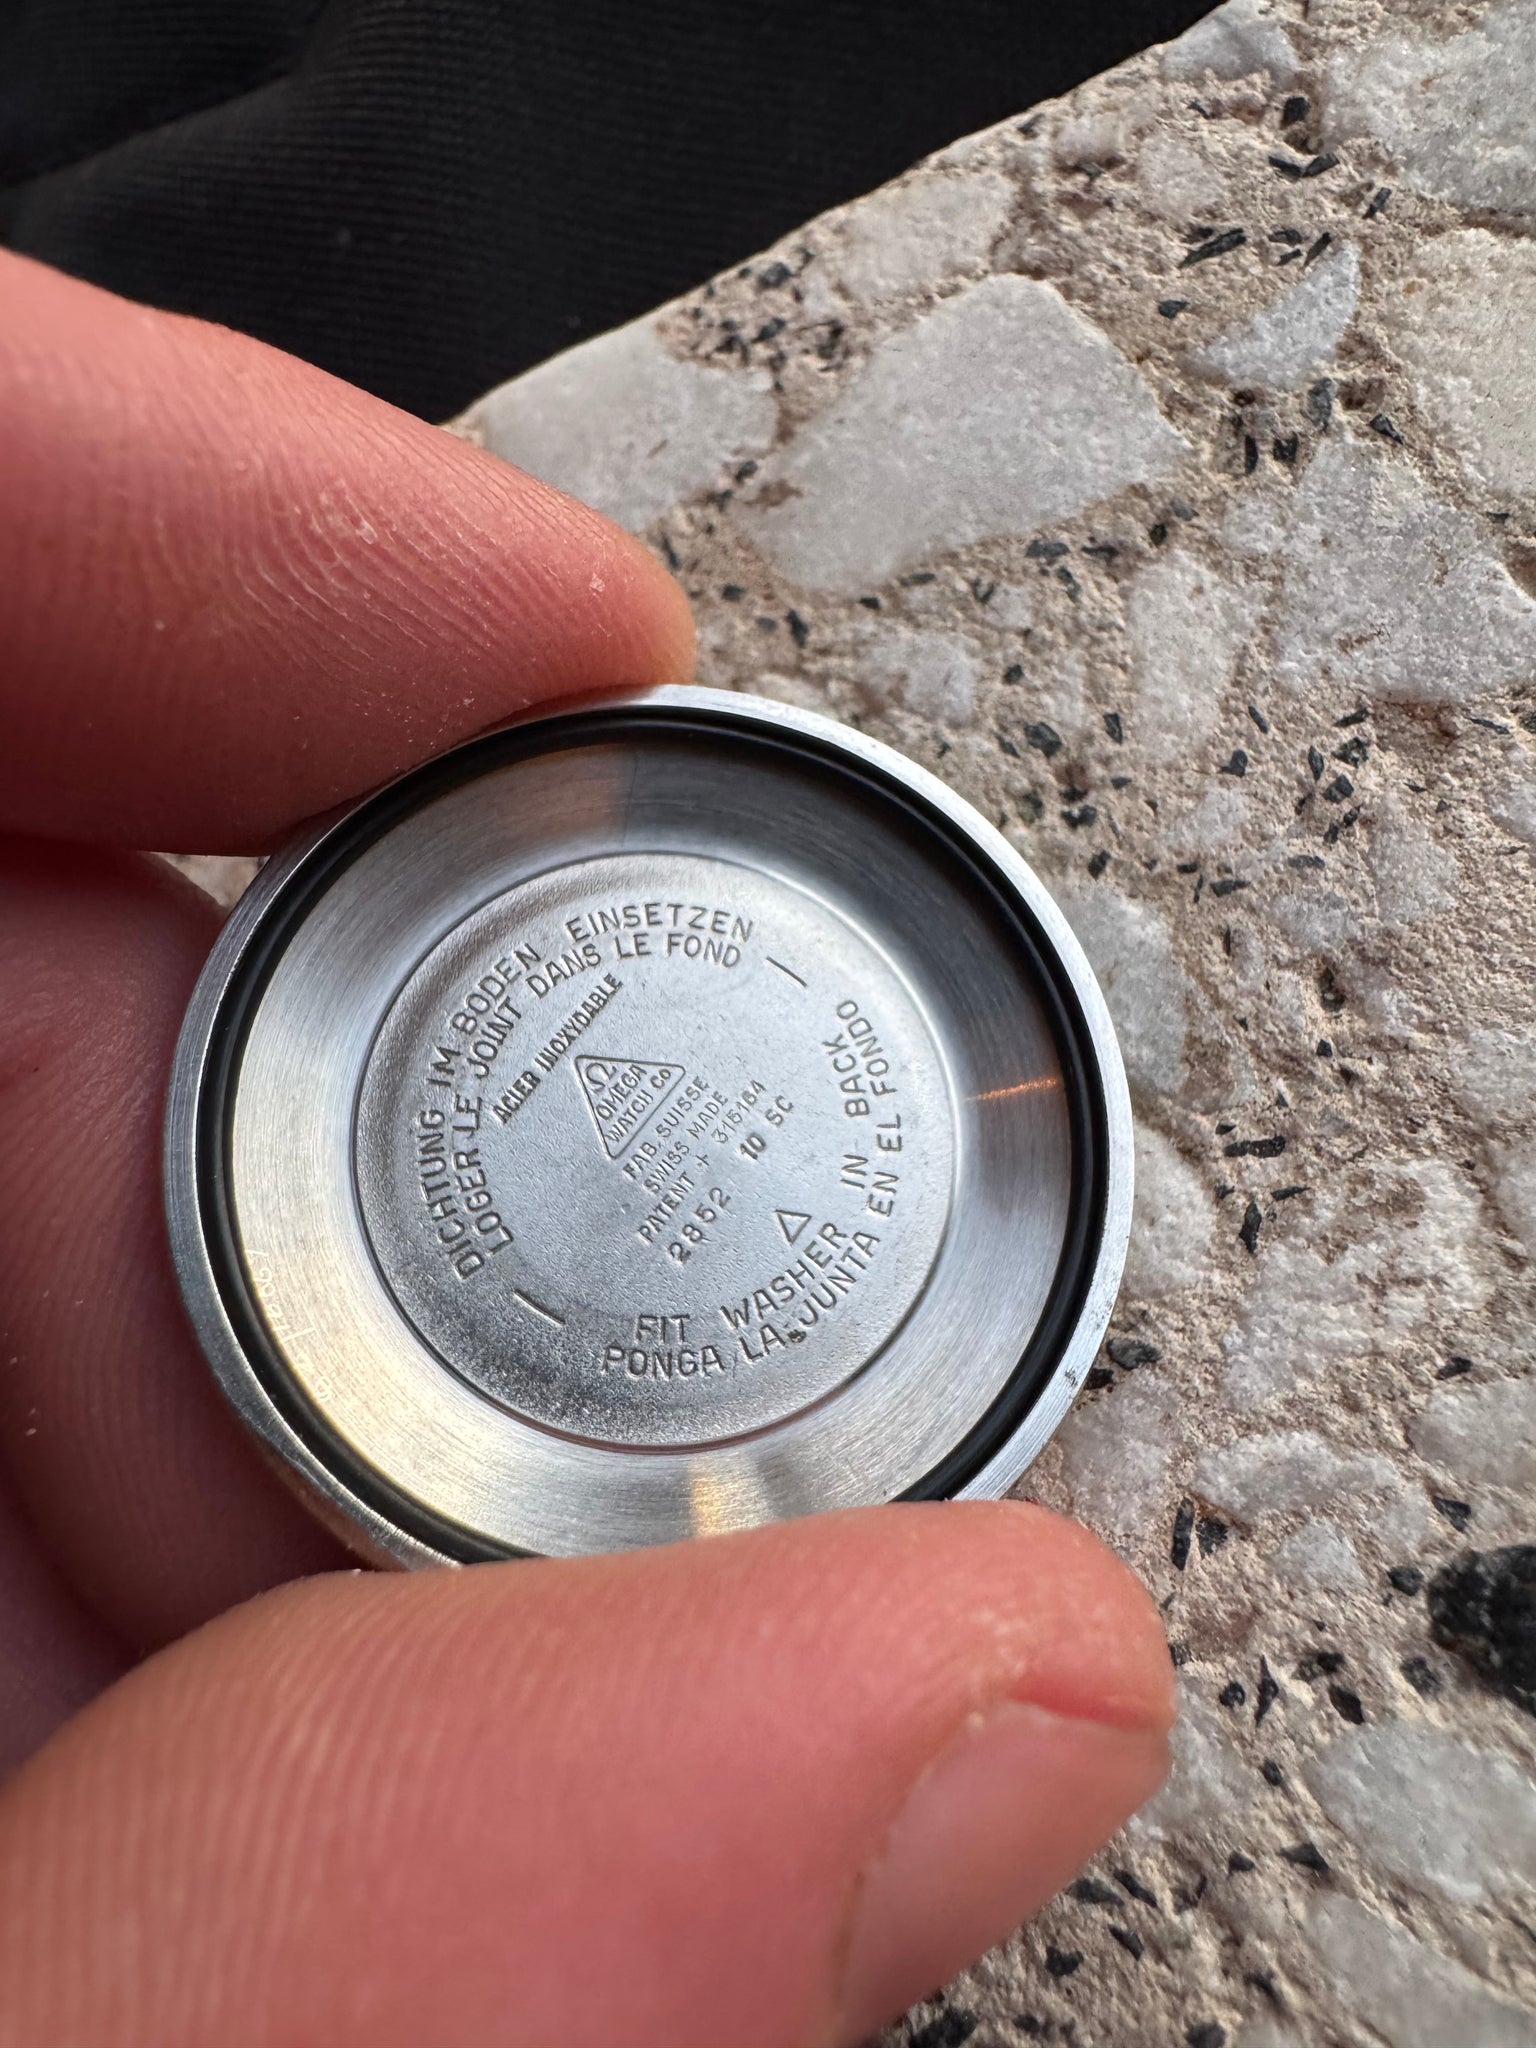 DICHTUNG IM BODEN EINSETZEN
LOGER LE JOINT DANS LE FOND
ACIER INOXYDABLE
Ω
OMEGA
WATCH Co
FAB. SUISSE
SWISS MADE
PATENT + 315164
2852 10 SC
FIT WASHER IN BACK
PONGA LA JUNTA EN EL FONDO